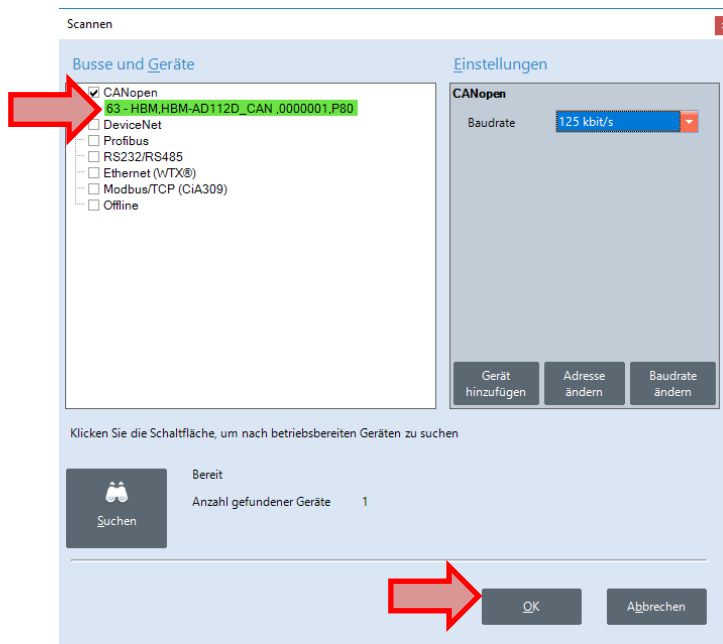 Scannen
Busse und Geräte
CANopen
63 - HBM,HBM-AD112D_CAN ,0000001,P80
DeviceNet
Profibus
RS232/RS485
Ethernet (WTX®)
Modbus/TCP (CiA309)
Offline
Einstellungen
CANopen
Baudrate 125 kbit/s
Gerät hinzufügen
Adresse ändern
Baudrate ändern
Klicken Sie die Schaltfläche, um nach betriebsbereiten Geräten zu suchen
Suchen
Bereit
Anzahl gefundener Geräte 1
OK
Abbrechen